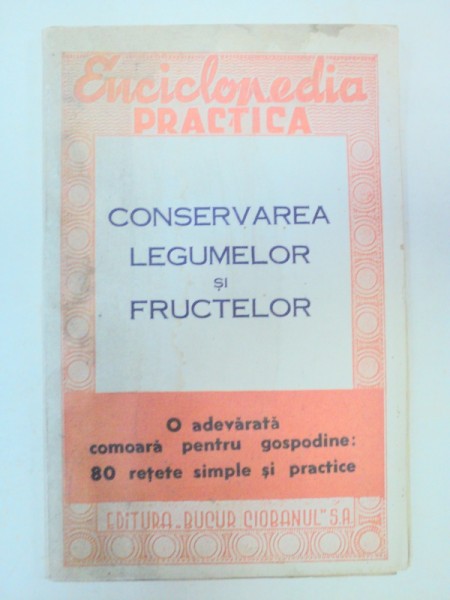 Enciclopedia
PRACTICA
CONSERVAREA
LEGUMELOR
ȘI
FRUCTELOR
O adevărată
comoară pentru gospodine:
80 rețete simple și practice
EDITURA „BUCUR CIOBANUL" S.A.